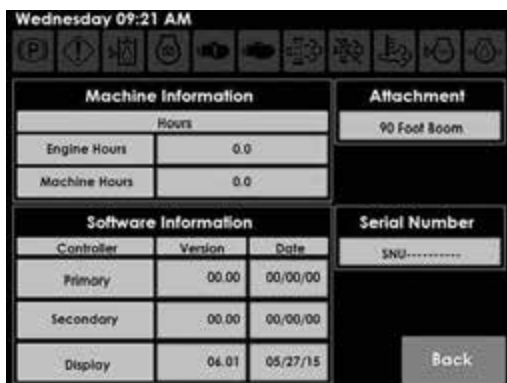 Wednesday 09:21 AM
Machine Information
Hours
Engine Hours 0.0
Machine Hours 0.0
Attachment
90 Foot Boom
Software Information
Controller Version Date
Primary 00.00 00/00/00
Secondary 00.00 00/00/00
Display 06.01 05/27/15
Serial Number
SNU----------
Back